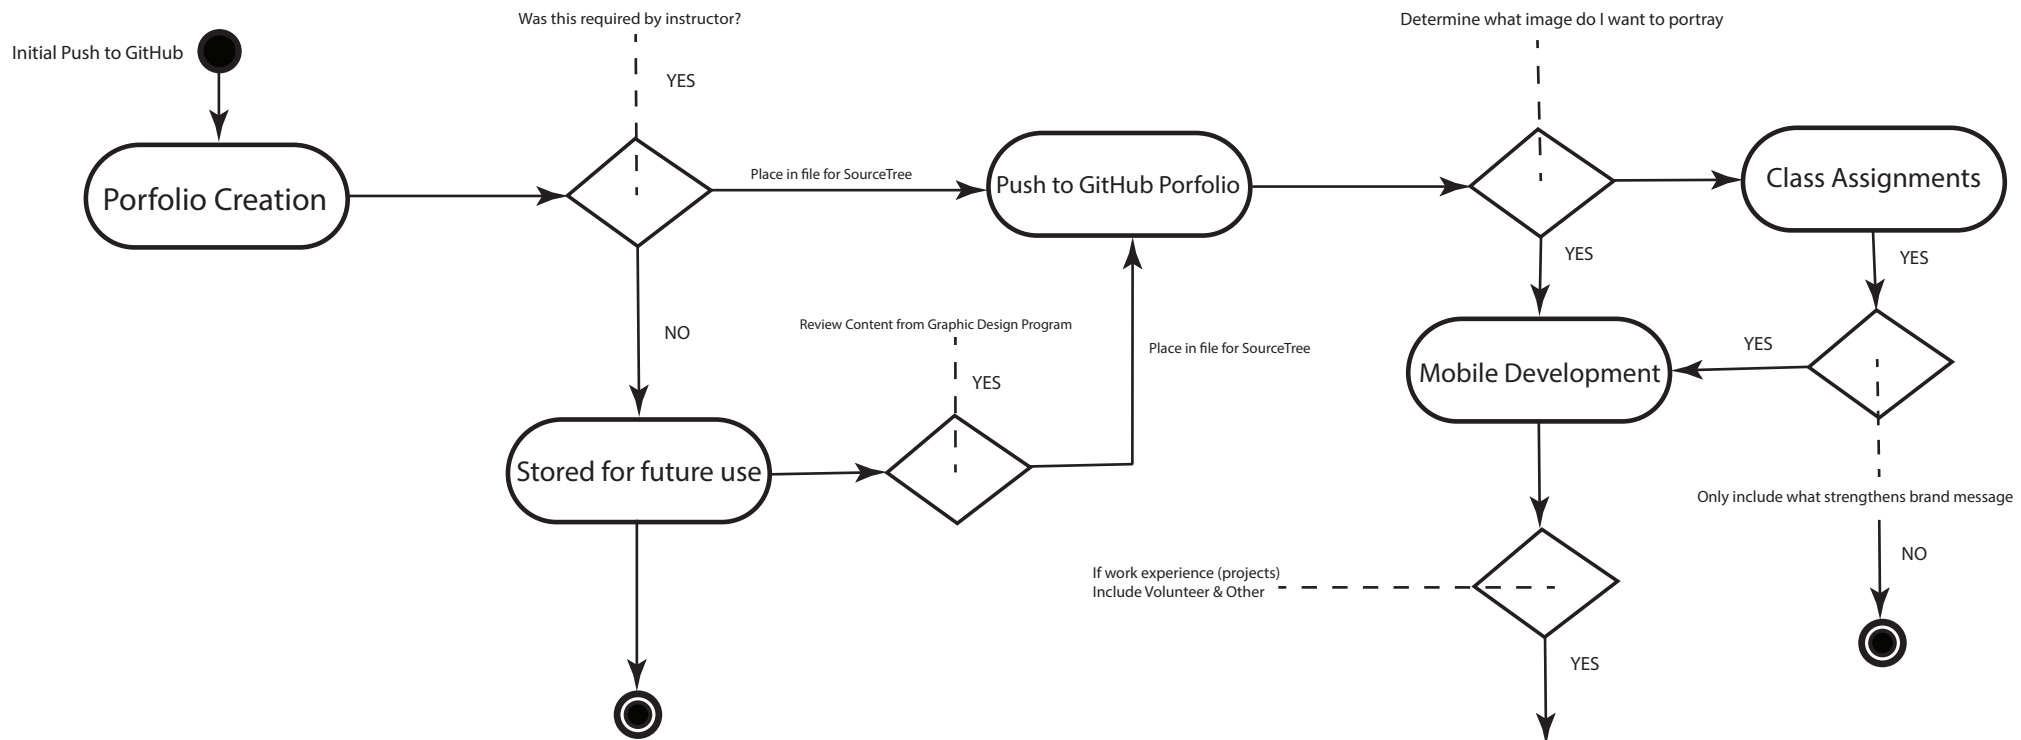 Was this required by instructor?
Determine what image do I want to portray
Initial Push to GitHub
YES
Place in file for SourceTree
Porfolio Creation
Push to GitHub Porfolio
Class Assignments
YES
YES
NO
Review Content from Graphic Design Program
Place in file for SourceTree
YES
YES
Mobile Development
Stored for future use
Only include what strengthens brand message
NO
If work experience (projects)
Include Volunteer & Other
YES